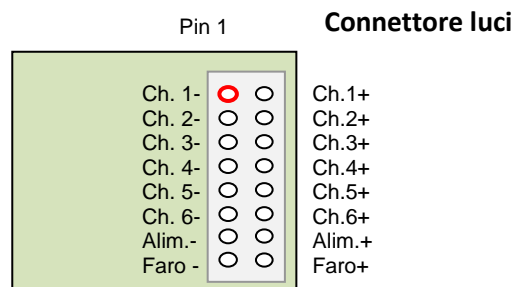 Pin 1 Connettore luci
Ch. 1- Ch.1+
Ch. 2- Ch.2+
Ch. 3- Ch.3+
Ch. 4- Ch.4+
Ch. 5- Ch.5+
Ch. 6- Ch.6+
Alim.- Alim.+
Faro - Faro+